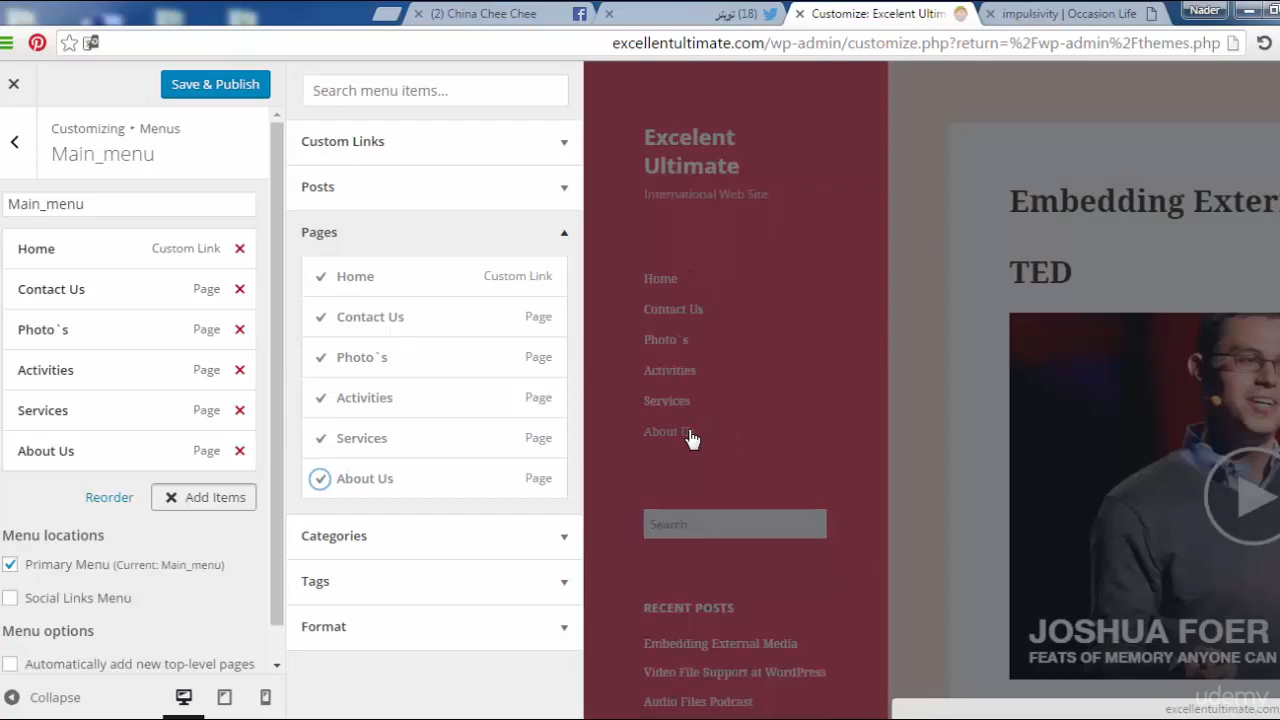 (2) China Chee Chee
(18) تويتر
Customize: Excelent Ultim
impulsivity | Occasion Life
Nader
excellentultimate.com/wp-admin/customize.php?return=%2Fwp-admin%2Fthemes.php
Save & Publish
Customizing • Menus
Main_menu
Main_menu
Home Custom Link
Contact Us Page
Photo`s Page
Activities Page
Services Page
About Us Page
Reorder
Add Items
Menu locations
Primary Menu (Current: Main_menu)
Social Links Menu
Menu options
Automatically add new top-level pages
Collapse
Search menu items...
Custom Links
Posts
Pages
Home Custom Link
Contact Us Page
Photo`s Page
Activities Page
Services Page
About Us Page
Categories
Tags
Format
Excelent
Ultimate
International Web Site
Home
Contact Us
Photo`s
Activities
Services
About U
Search …
RECENT POSTS
Embedding External Media
Video File Support at WordPress
Audio Files Podcast
Embedding Exter
TED
JOSHUA FOER
FEATS OF MEMORY ANYONE CAN
udemy
excellentultimate.com